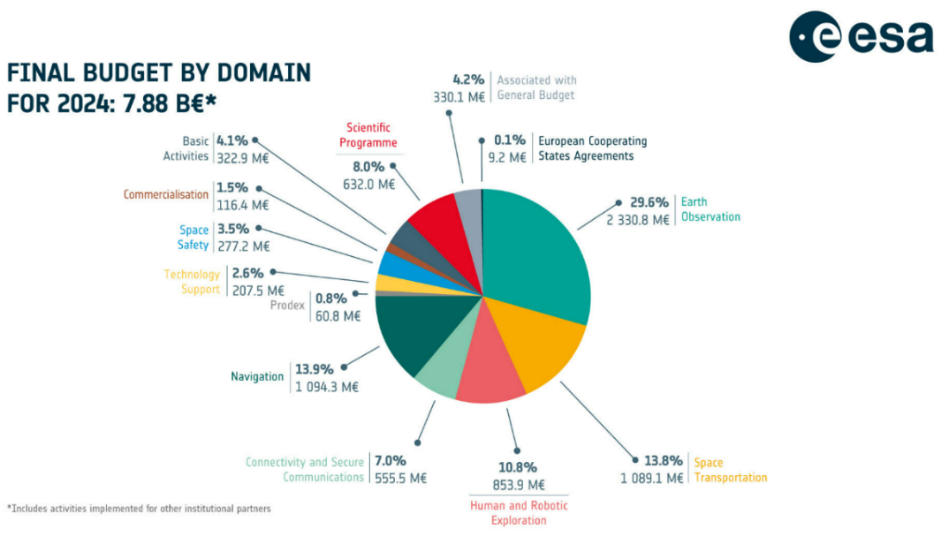 esa
FINAL BUDGET BY DOMAIN
FOR 2024: 7.88 B€*
4.2% Associated with
330.1 M€ General Budget
0.1% European Cooperating
9.2 M€ States Agreements
29.6% Earth
2 330.8 M€ Observation
13.8% Space
1 089.1 M€ Transportation
10.8%
853.9 M€
Human and Robotic
Exploration
Connectivity and Secure 7.0%
Communications 555.5 M€
Navigation 13.9%
1 094.3 M€
Prodex 0.8%
60.8 M€
Technology 2.6%
Support 207.5 M€
Space 3.5%
Safety 277.2 M€
Commercialisation 1.5%
116.4 M€
Basic 4.1%
Activities 322.9 M€
Scientific
Programme
8.0%
632.0 M€
*Includes activities implemented for other institutional partners